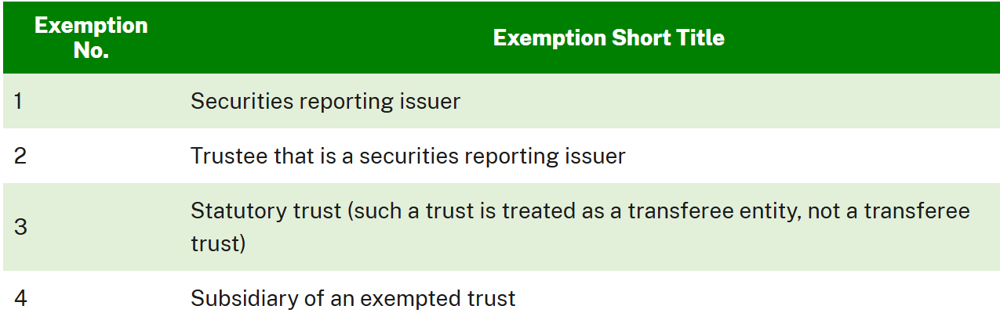 Exemption
No.
Exemption Short Title
1
Securities reporting issuer
2
Trustee that is a securities reporting issuer
3
Statutory trust (such a trust is treated as a transferee entity, not a transferee
trust)
4
Subsidiary of an exempted trust